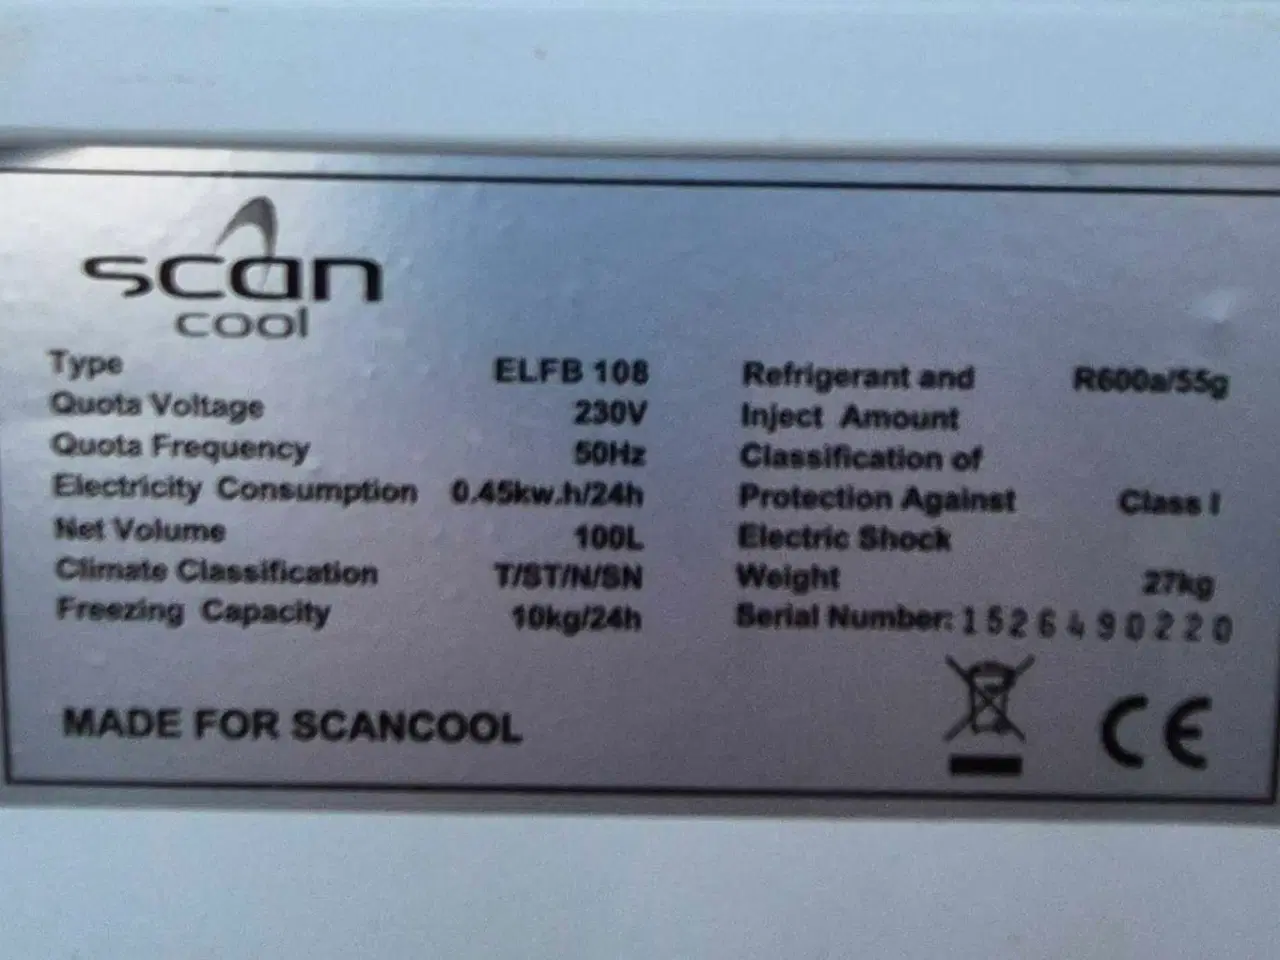 scan
cool
Type ELFB 108
Quota Voltage 230V
Quota Frequency 50Hz
Electricity Consumption 0.45kw.h/24h
Net Volume 100L
Climate Classification T/ST/N/SN
Freezing Capacity 10kg/24h
MADE FOR SCANCOOL
Refrigerant and R600a/55g
Inject Amount
Classification of
Protection Against Class I
Electric Shock
Weight 27kg
Serial Number: 1526490220
CE